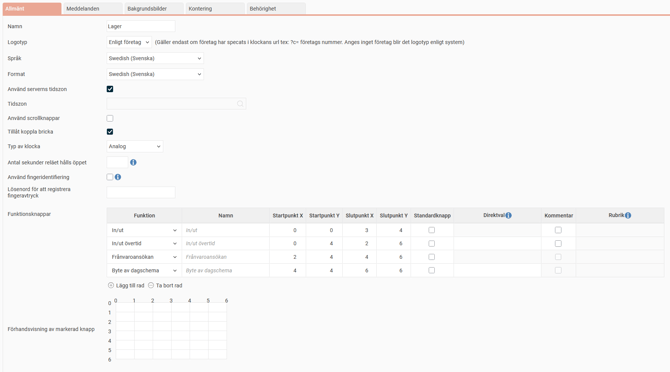 Allmänt Meddelanden Bakgrundsbilder Kontering Behörighet
Namn Lager
Logotyp Enligt företag (Gäller endast om företag har specats i klockans url tex: ?c= företags nummer. Anges inget företag blir det logotyp enligt system)
Språk Swedish (Svenska)
Format Swedish (Svenska)
Använd serverns tidszon
Tidszon
Använd scrollknappar
Tillåt koppla bricka
Typ av klocka Analog
Antal sekunder reläet hålls öppet
Använd fingeridentifiering
Lösenord för att registrera
fingeravtryck
Funktionsknappar Funktion Namn Startpunkt X Startpunkt Y Slutpunkt X Slutpunkt Y Standardknapp Direktval Kommentar Rubrik
In/ut In/ut 0 0 3 4
In/ut övertid In/ut övertid 0 4 2 6
Frånvaroansökan Frånvaroansökan 2 4 4 6
Byte av dagschema Byte av dagschema 4 4 6 6
Lägg till rad Ta bort rad
0 1 2 3 4 5 6
0
1
2
3
Förhandsvisning av markerad knapp
4
5
6